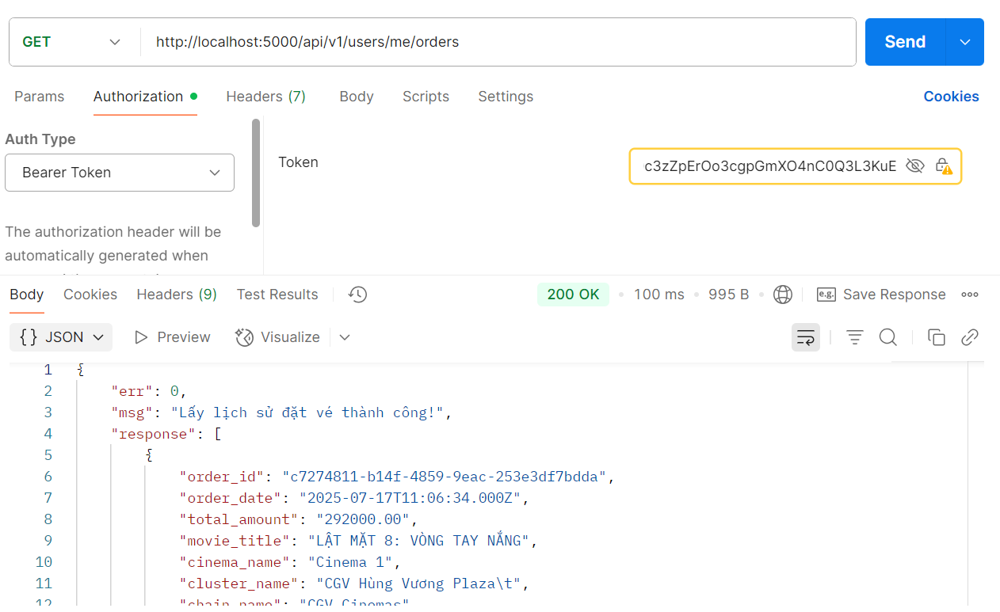 GET http://localhost:5000/api/v1/users/me/orders Send
Params Authorization Headers (7) Body Scripts Settings Cookies
Auth Type
Bearer Token
Token c3zZpErOo3cgpGmXO4nC0Q3L3KuE
The authorization header will be
automatically generated when
Body Cookies Headers (9) Test Results 200 OK 100 ms 995 B e.g. Save Response
{} JSON Preview Visualize
1 {
2 "err": 0,
3 "msg": "Lấy lịch sử đặt vé thành công!",
4 "response": [
5 {
6 "order_id": "c7274811-b14f-4859-9eac-253e3df7bdda",
7 "order_date": "2025-07-17T11:06:34.000Z",
8 "total_amount": "292000.00",
9 "movie_title": "LẬT MẶT 8: VÒNG TAY NẮNG",
10 "cinema_name": "Cinema 1",
11 "cluster_name": "CGV Hùng Vương Plaza\t",
12 "chain_name": "CGV Cinemas"